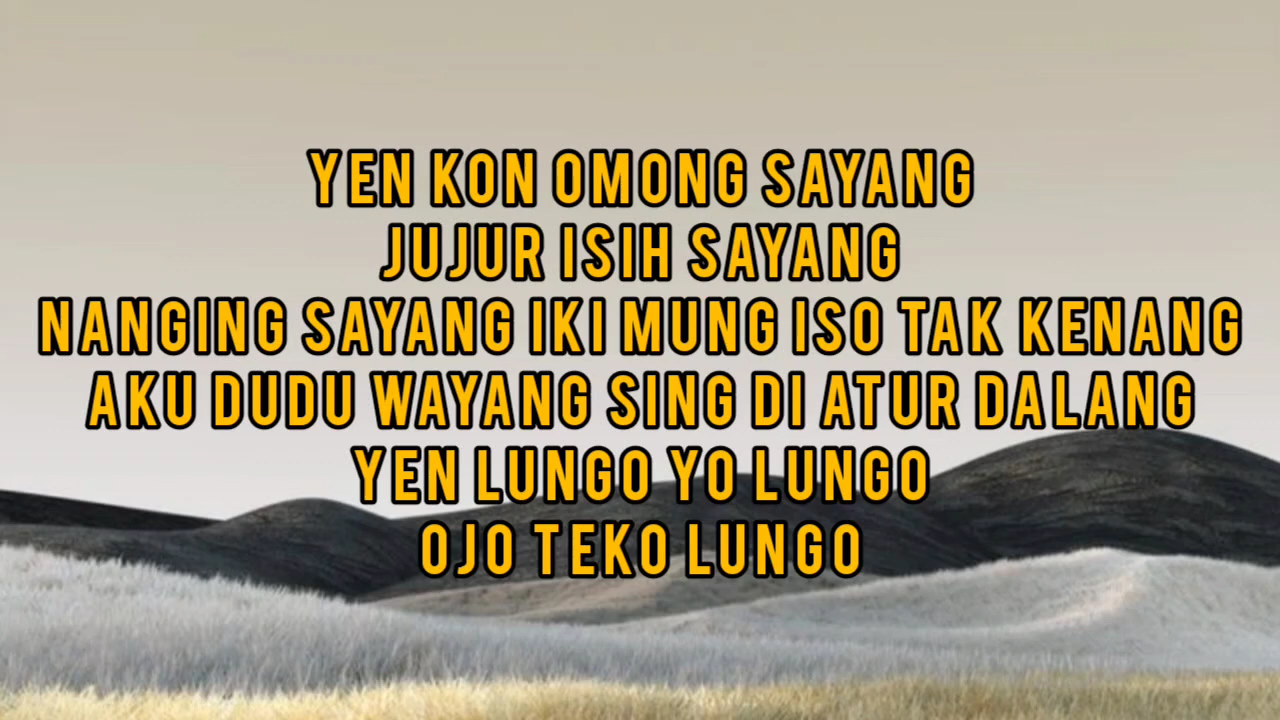 YEN KON OMONG SAYANG
JUJUR ISIH SAYANG
NANGING SAYANG IKI MUNG ISO TAK KENANG
AKU DUDU WAYANG SING DI ATUR DALANG
YEN LUNGO YO LUNGO
OJO TEKO LUNGO